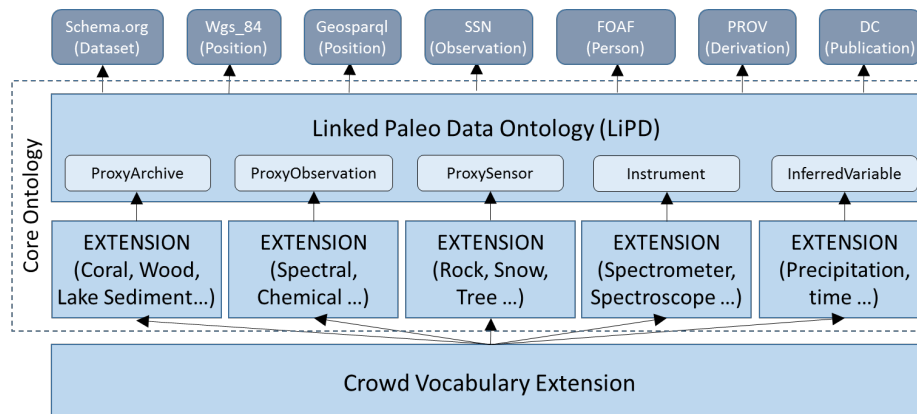 Schema.org
(Dataset)
Wgs_84
(Position)
Geosparql
(Position)
SSN
(Observation)
FOAF
(Person)
PROV
(Derivation)
DC
(Publication)
Core Ontology
Linked Paleo Data Ontology (LiPD)
ProxyArchive
ProxyObservation
ProxySensor
Instrument
InferredVariable
EXTENSION
(Coral, Wood,
Lake Sediment...)
EXTENSION
(Spectral,
Chemical ...)
EXTENSION
(Rock, Snow,
Tree ...)
EXTENSION
(Spectrometer,
Spectroscope ...)
EXTENSION
(Precipitation,
time ...)
Crowd Vocabulary Extension